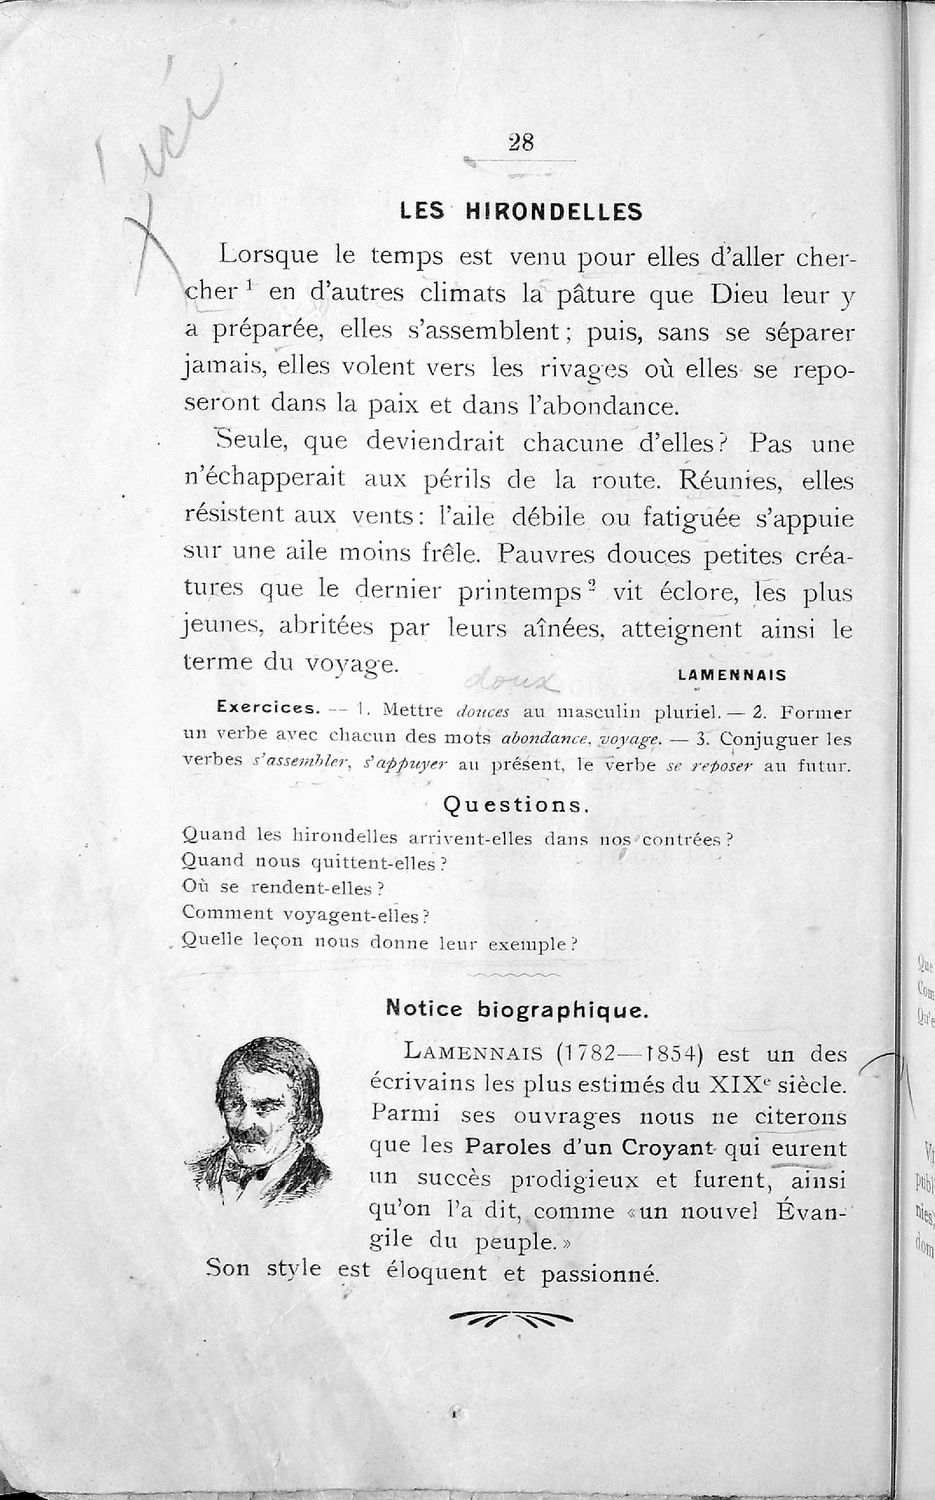 28
LES HIRONDELLES
Lorsque le temps est venu pour elles d'aller cher-
cher ¹ en d'autres climats la pâture que Dieu leur y
a préparée, elles s'assemblent ; puis, sans se séparer
jamais, elles volent vers les rivages où elles se repo-
seront dans la paix et dans l'abondance.
Seule, que deviendrait chacune d'elles ? Pas une
n'échapperait aux périls de la route. Réunies, elles
résistent aux vents : l'aile débile ou fatiguée s'appuie
sur une aile moins frêle. Pauvres douces petites créa-
tures que le dernier printemps ² vit éclore, les plus
jeunes, abritées par leurs aînées, atteignent ainsi le
terme du voyage.
doux
LAMENNAIS
Exercices. — 1. Mettre douces au masculin pluriel. — 2. Former
un verbe avec chacun des mots abondance, voyage. — 3. Conjuguer les
verbes s'assembler, s'appuyer au présent, le verbe se reposer au futur.
Questions.
Quand les hirondelles arrivent-elles dans nos contrées ?
Quand nous quittent-elles ?
Où se rendent-elles ?
Comment voyagent-elles ?
Quelle leçon nous donne leur exemple ?
Notice biographique.
LAMENNAIS (1782—1854) est un des
écrivains les plus estimés du XIXᵉ siècle.
Parmi ses ouvrages nous ne citerons
que les Paroles d'un Croyant qui eurent
un succès prodigieux et furent, ainsi
qu'on l'a dit, comme «un nouvel Évan-
gile du peuple.»
Son style est éloquent et passionné.
Que
Com
Qu'e
publ
nies,
dom